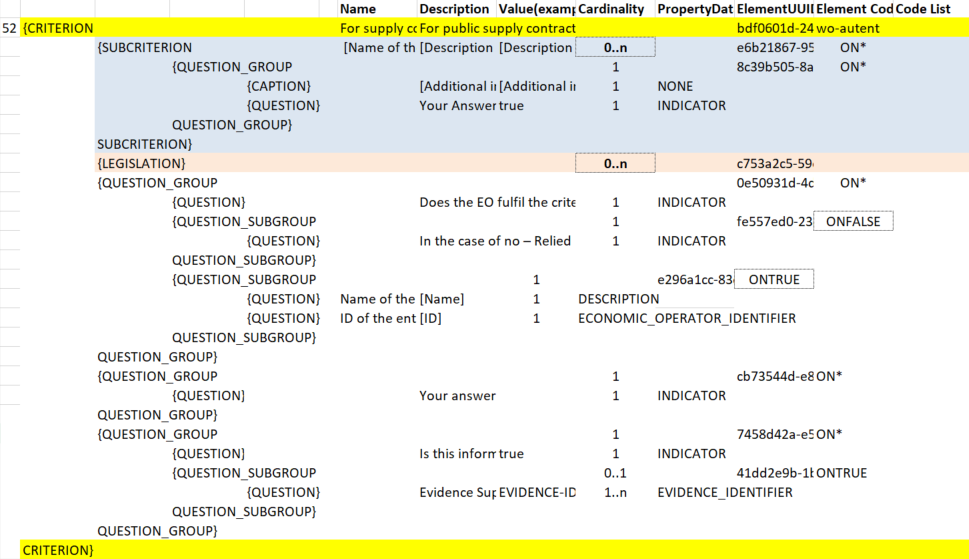 Name Description Value(examp Cardinality PropertyDat ElementUUII Element Cod Code List
52 {CRITERION For supply cc For public supply contract bdf0601d-24 wo-autent
{SUBCRITERION [Name of th [Description [Description 0..n e6b21867-95 ON*
{QUESTION_GROUP 1 8c39b505-8a ON*
{CAPTION} [Additional ii [Additional ir 1 NONE
{QUESTION} Your Answer true 1 INDICATOR
QUESTION_GROUP}
SUBCRITERION}
{LEGISLATION} 0..n c753a2c5-59
{QUESTION_GROUP 0e50931d-4c ON*
{QUESTION} Does the EO fulfil the crite 1 INDICATOR
{QUESTION_SUBGROUP 1 fe557ed0-23 ONFALSE
{QUESTION} In the case of no – Relied 1 INDICATOR
QUESTION_SUBGROUP}
{QUESTION_SUBGROUP 1 e296a1cc-83 ONTRUE
{QUESTION} Name of the [Name] 1 DESCRIPTION
{QUESTION} ID of the ent [ID] 1 ECONOMIC_OPERATOR_IDENTIFIER
QUESTION_SUBGROUP}
QUESTION_GROUP}
{QUESTION_GROUP 1 cb73544d-e8 ON*
{QUESTION} Your answer 1 INDICATOR
QUESTION_GROUP}
{QUESTION_GROUP 1 7458d42a-e5 ON*
{QUESTION} Is this inforn true 1 INDICATOR
{QUESTION_SUBGROUP 0..1 41dd2e9b-1b ONTRUE
{QUESTION} Evidence Sup EVIDENCE-ID 1..n EVIDENCE_IDENTIFIER
QUESTION_SUBGROUP}
QUESTION_GROUP}
CRITERION}